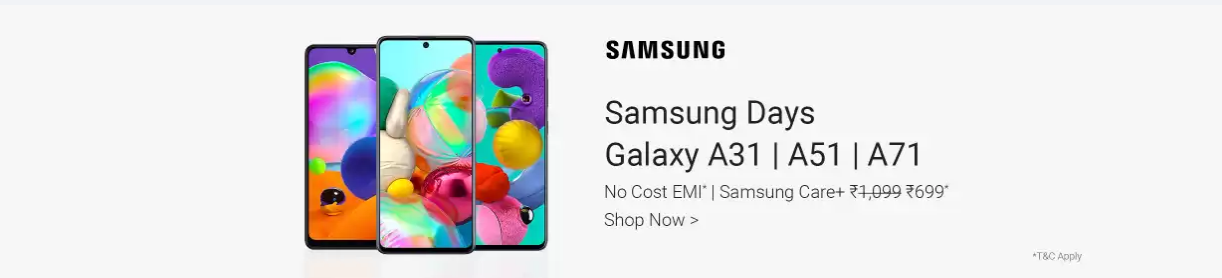 SAMSUNG
Samsung Days
Galaxy A31 | A51 | A71
No Cost EMI* | Samsung Care+ ₹1,099 ₹699*
Shop Now >
*T&C Apply